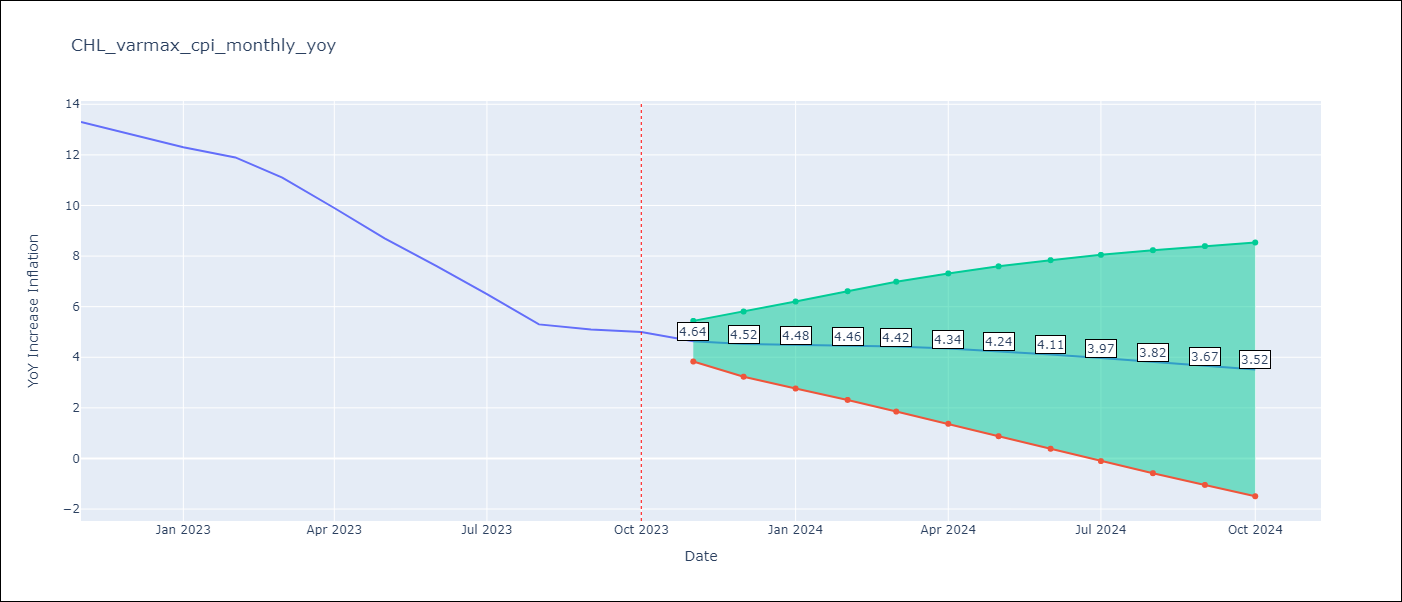 CHL_varmax_cpi_monthly_yoy
YoY Increase Inflation
14
12
10
8
6
4
2
0
−2
4.64
4.52
4.48
4.46
4.42
4.34
4.24
4.11
3.97
3.82
3.67
3.52
Jan 2023
Apr 2023
Jul 2023
Oct 2023
Jan 2024
Apr 2024
Jul 2024
Oct 2024
Date